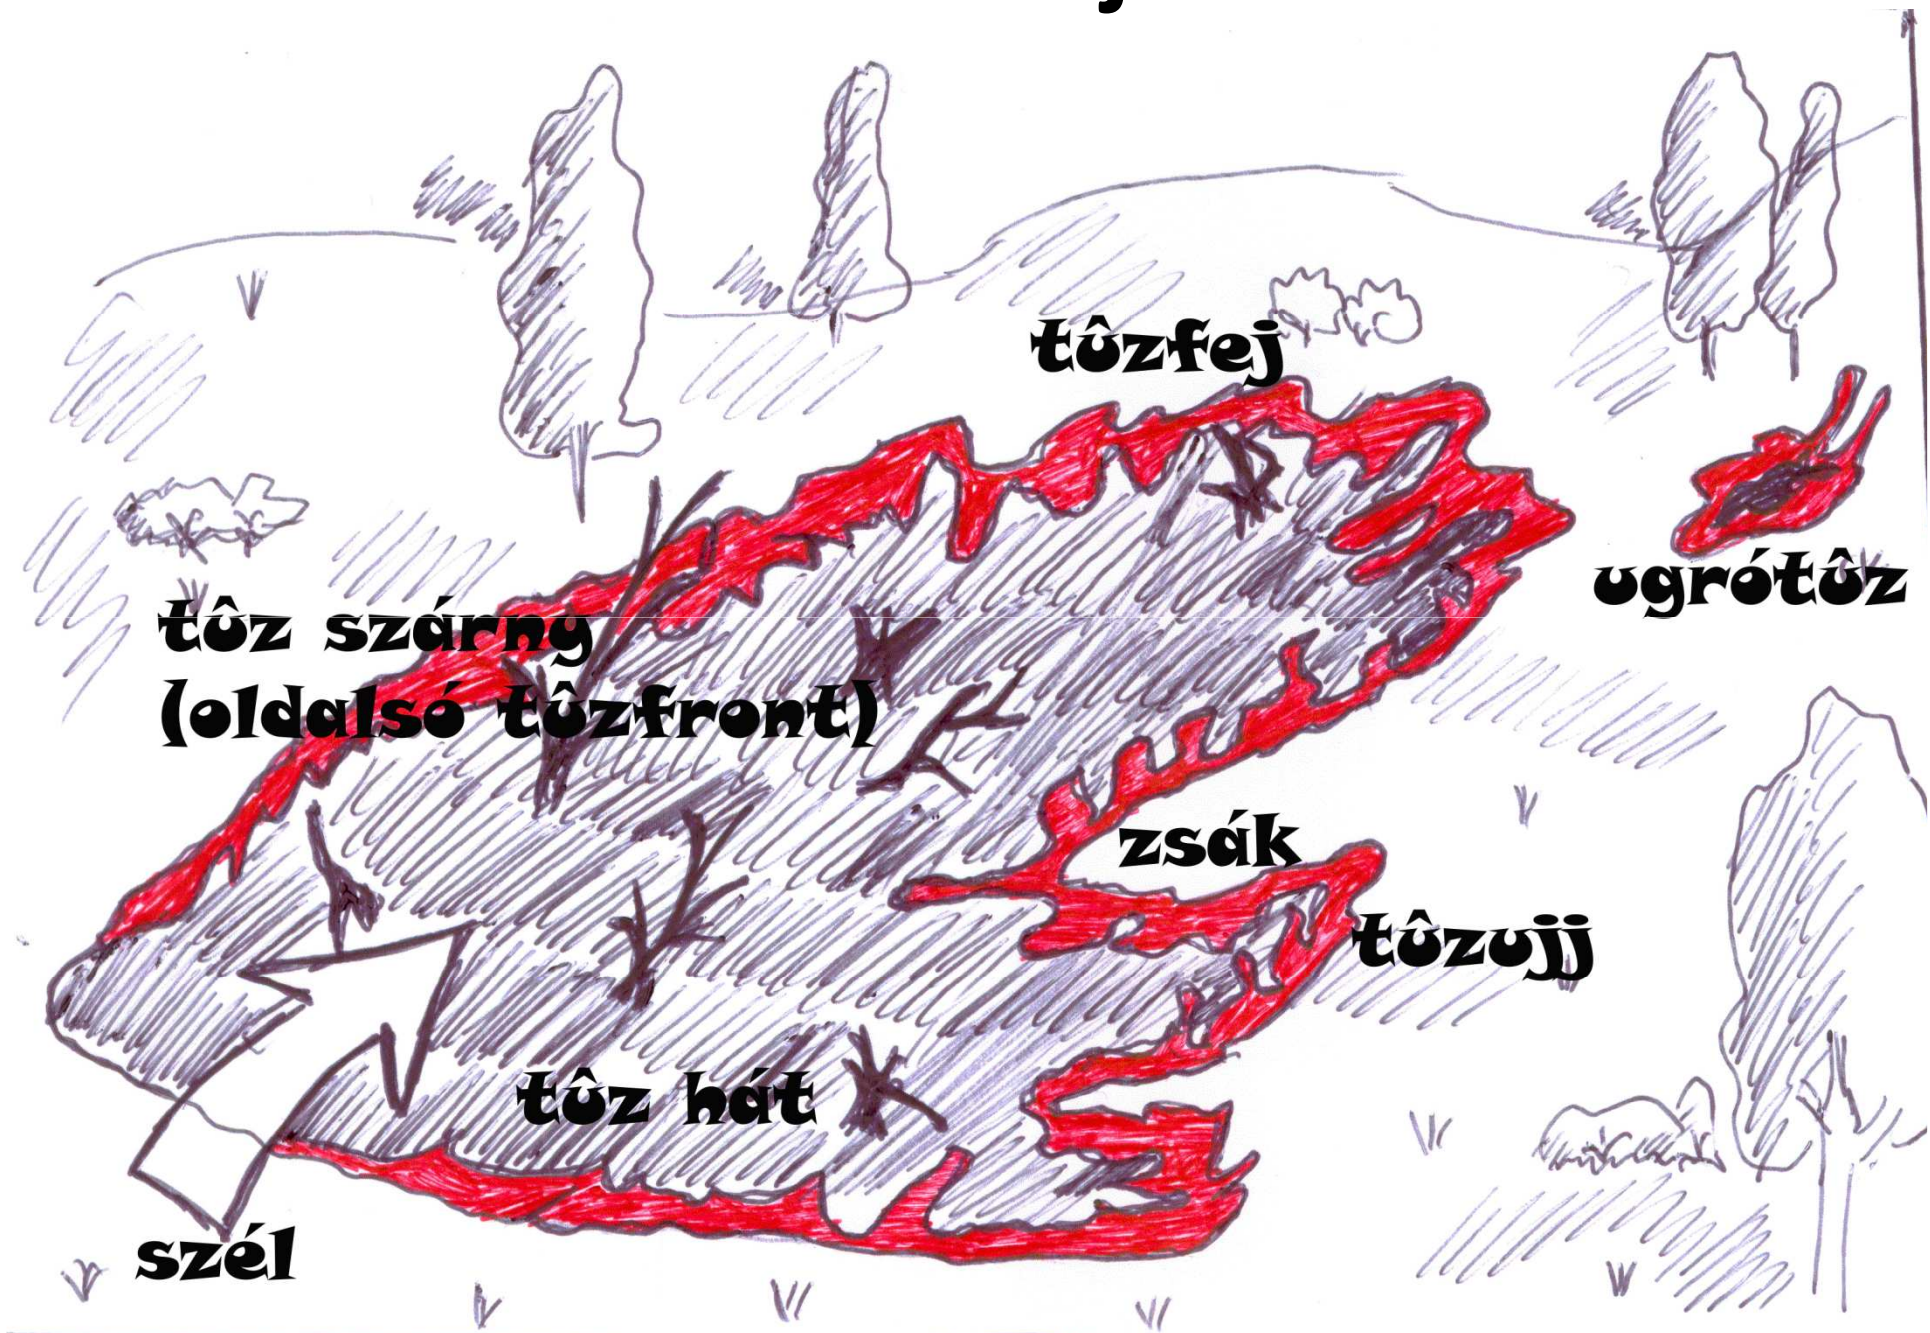 tûzfej
ugrótûz
tûz szárny
(oldalsó tûzfront)
zsák
tûzujj
tûz hát
szél